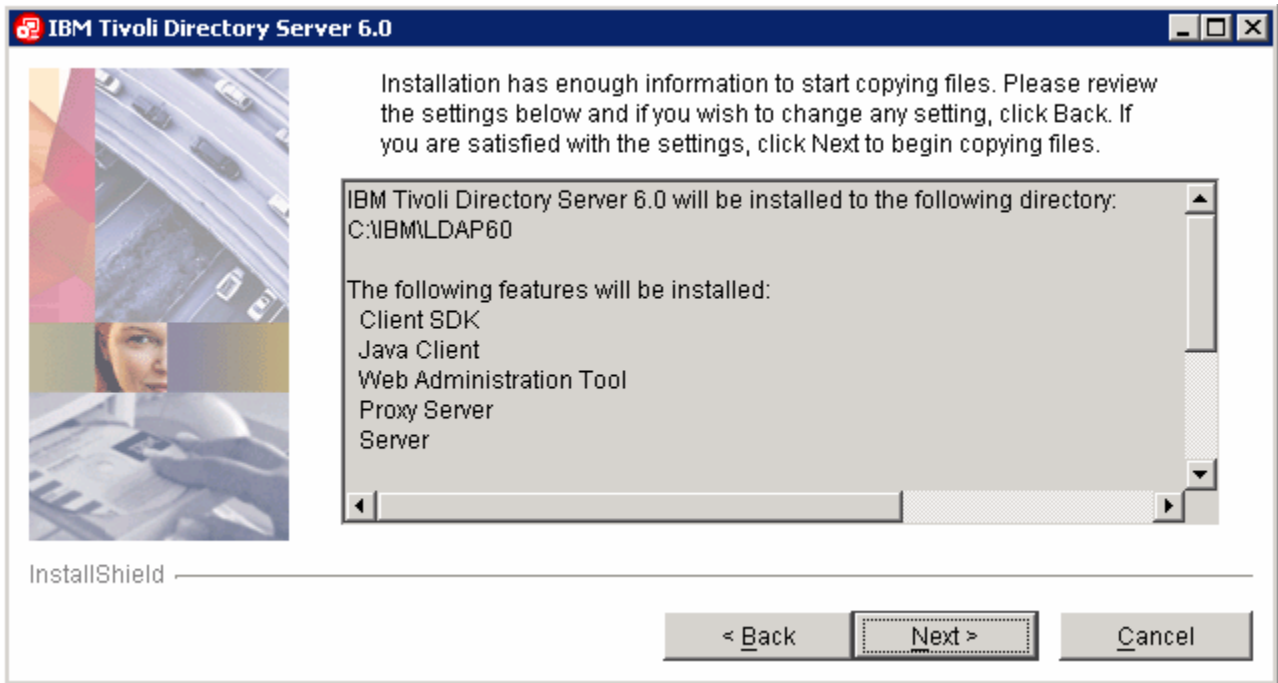 IBM Tivoli Directory Server 6.0
Installation has enough information to start copying files. Please review
the settings below and if you wish to change any setting, click Back. If
you are satisfied with the settings, click Next to begin copying files.
IBM Tivoli Directory Server 6.0 will be installed to the following directory:
C:\IBM\LDAP60
The following features will be installed:
Client SDK
Java Client
Web Administration Tool
Proxy Server
Server
InstallShield
< Back
Next >
Cancel